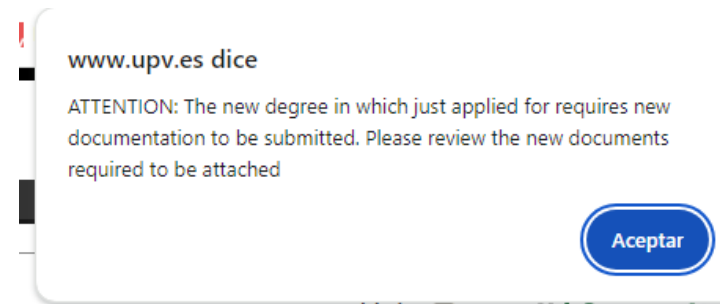 www.upv.es dice
ATTENTION: The new degree in which just applied for requires new
documentation to be submitted. Please review the new documents
required to be attached
Aceptar